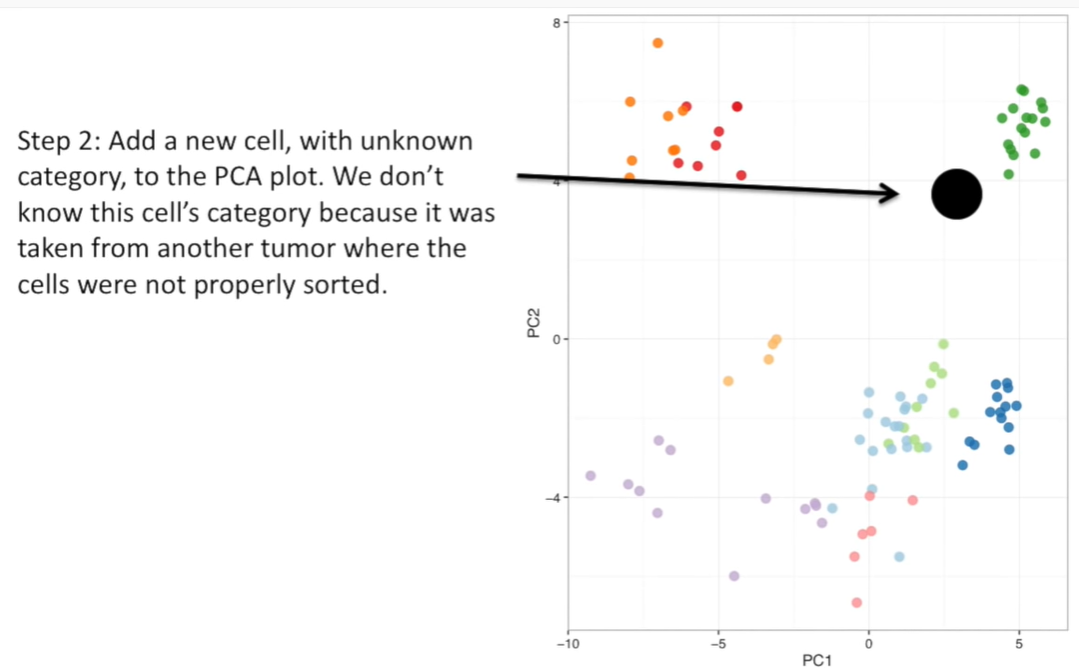 Step 2: Add a new cell, with unknown
category, to the PCA plot. We don’t
know this cell’s category because it was
taken from another tumor where the
cells were not properly sorted.
8
4
0
−4
PC2
−10
−5
0
5
PC1